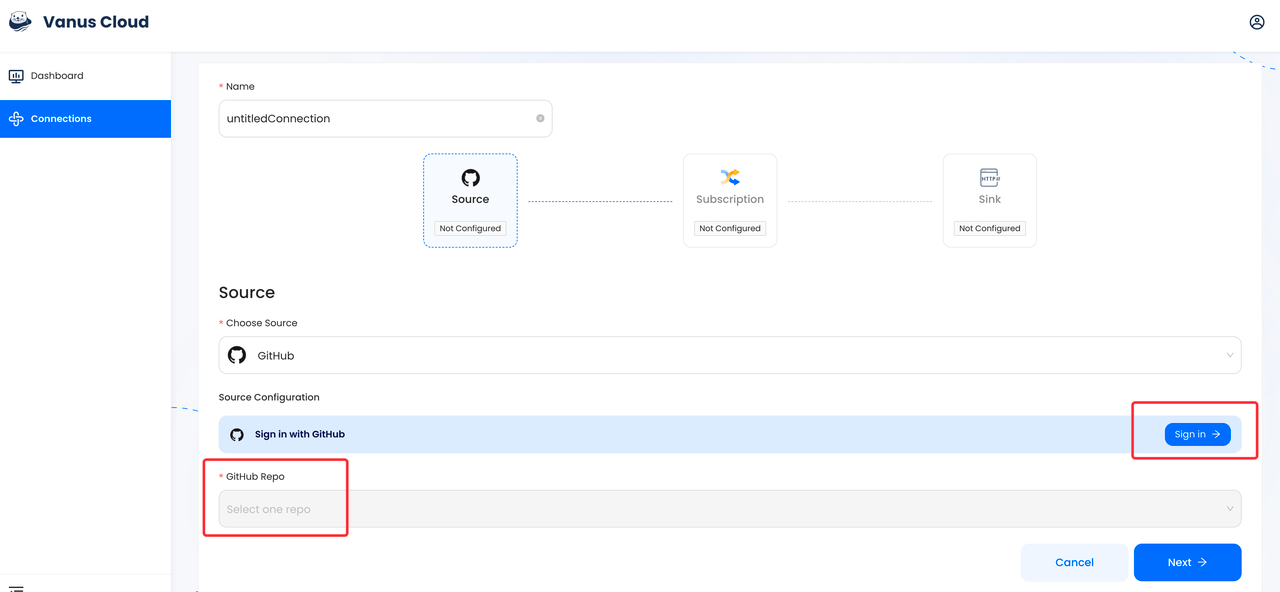 Vanus Cloud
Dashboard
Connections
* Name
untitledConnection
Source
Not Configured
Subscription
Not Configured
HTTP
Sink
Not Configured
Source
* Choose Source
GitHub
Source Configuration
Sign in with GitHub
Sign in →
* GitHub Repo
Select one repo
Cancel
Next →